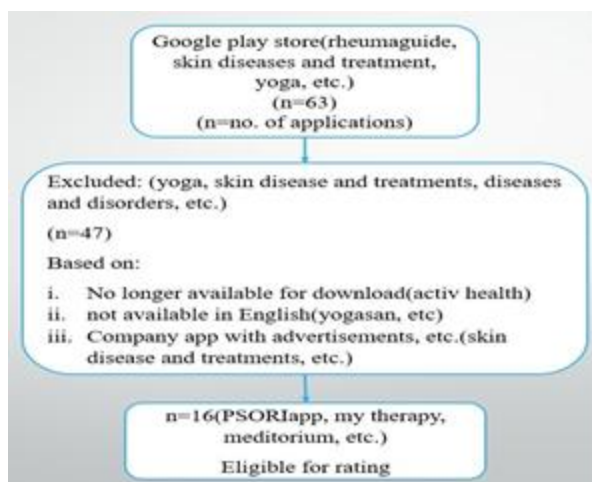 Google play store(rheumaguide,
skin diseases and treatment,
yoga, etc.)
(n=63)
(n=no. of applications)
Excluded: (yoga, skin disease and treatments, diseases
and disorders, etc.)
(n=47)
Based on:
i. No longer available for download(activ health)
ii. not available in English(yogasan, etc)
iii. Company app with advertisements, etc.(skin
disease and treatments, etc.)
n=16(PSORIapp, my therapy,
meditorium, etc.)
Eligible for rating